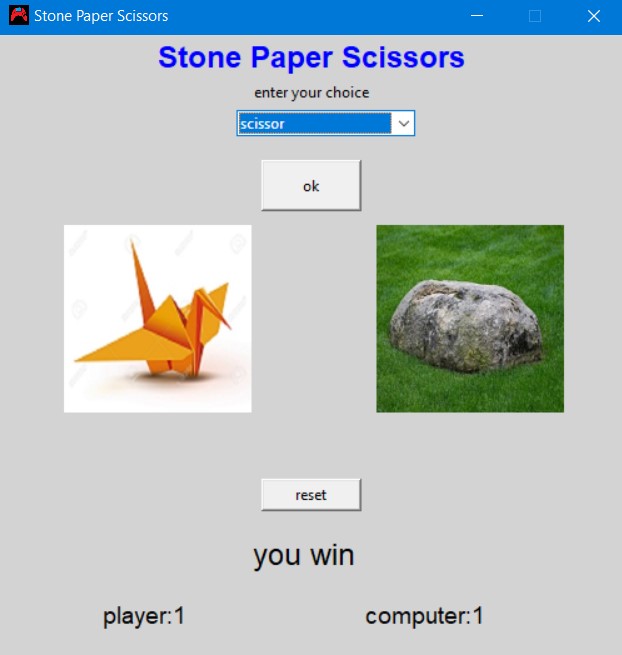 Stone Paper Scissors
Stone Paper Scissors
enter your choice
scissor
ok
reset
you win
player:1 computer:1